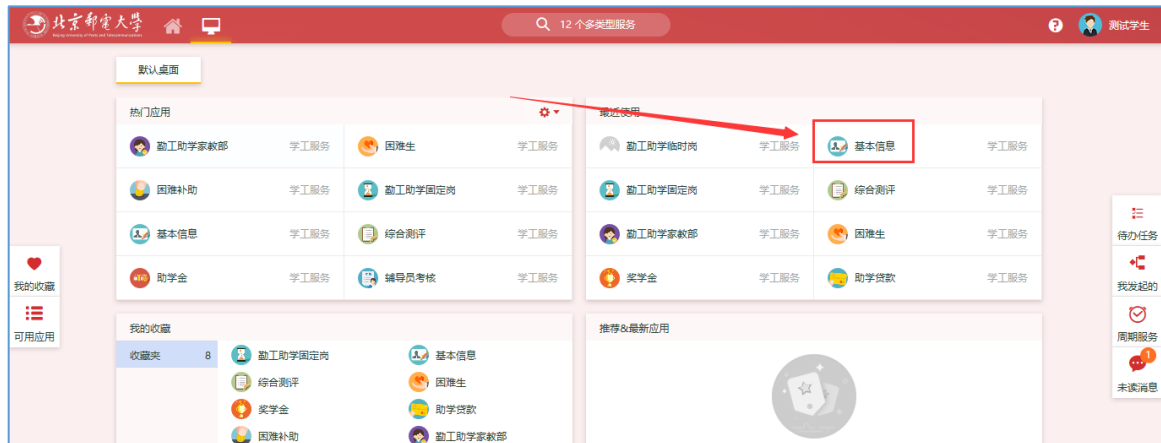 北京邮电大学
Beijing University of Posts and Telecommunications
12 个多类型服务
测试学生
默认桌面
热门应用
勤工助学家教部 学工服务 困难生 学工服务
困难补助 学工服务 勤工助学固定岗 学工服务
基本信息 学工服务 综合测评 学工服务
助学金 学工服务 辅导员考核 学工服务
最近使用
勤工助学临时岗 学工服务 基本信息 学工服务
勤工助学固定岗 学工服务 综合测评 学工服务
勤工助学家教部 学工服务 困难生 学工服务
奖学金 学工服务 助学贷款 学工服务
我的收藏
可用应用
待办任务
我发起的
周期服务
1
未读消息
我的收藏
收藏夹 8
勤工助学固定岗 基本信息
综合测评 困难生
奖学金 助学贷款
困难补助 勤工助学家教部
推荐&最新应用